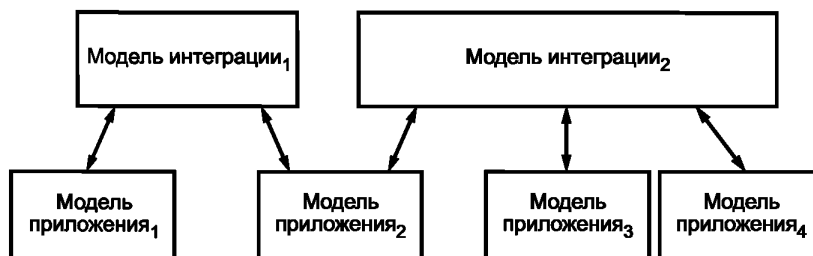 Модель интеграции₁
Модель интеграции₂
Модель
приложения₁
Модель
приложения₂
Модель
приложения₃
Модель
приложения₄